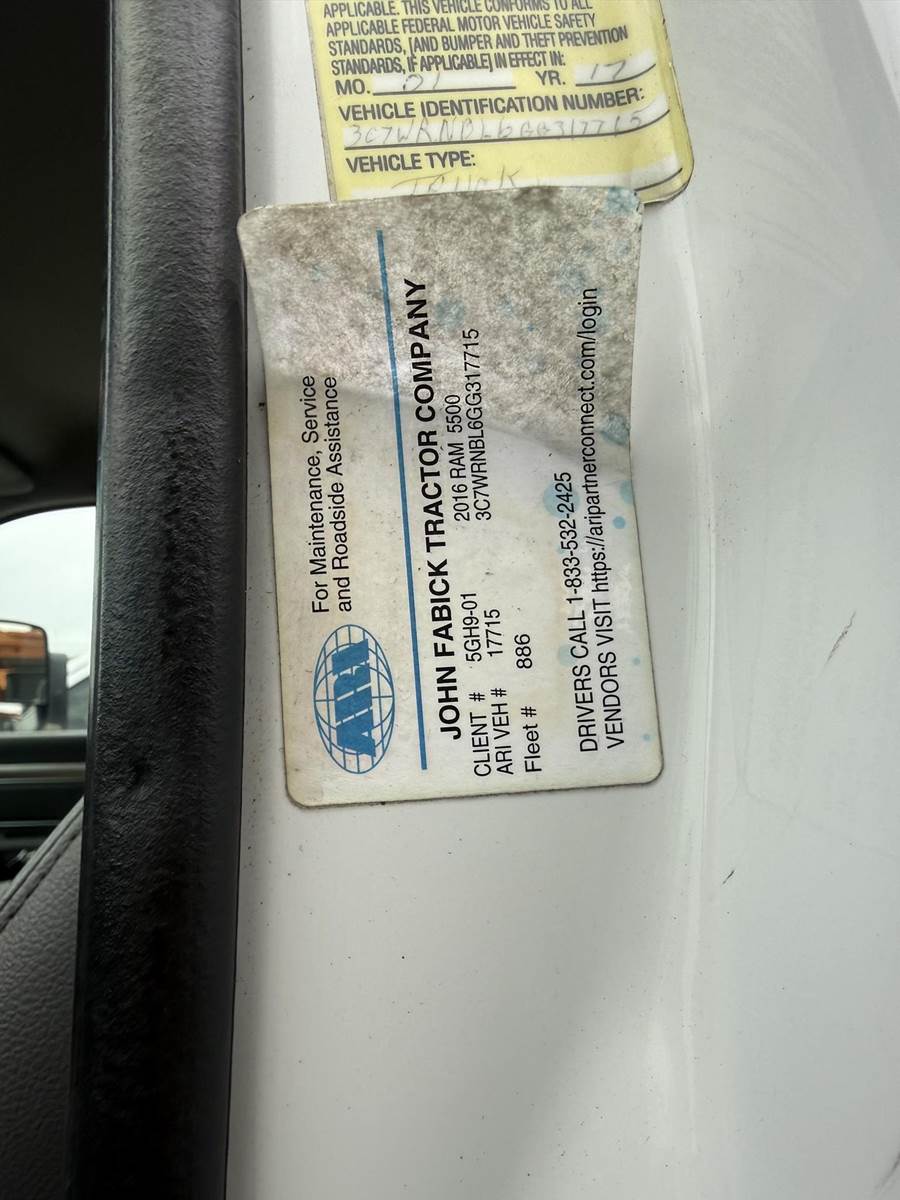 APPLICABLE. THIS VEHICLE CONFORMS TO ALL
APPLICABLE FEDERAL MOTOR VEHICLE SAFETY
STANDARDS, [AND BUMPER AND THEFT PREVENTION
STANDARDS, IF APPLICABLE] IN EFFECT IN:
MO. 01 YR. 17
VEHICLE IDENTIFICATION NUMBER:
VEHICLE TYPE:
TRUCK
ARI
For Maintenance, Service
and Roadside Assistance
JOHN FABICK TRACTOR COMPANY
CLIENT # 5GH9-01 2016 RAM 5500
ARI VEH # 17715 3C7WRNBL6GG317715
Fleet # 886
DRIVERS CALL 1-833-532-2425
VENDORS VISIT https://aripartnerconnect.com/login